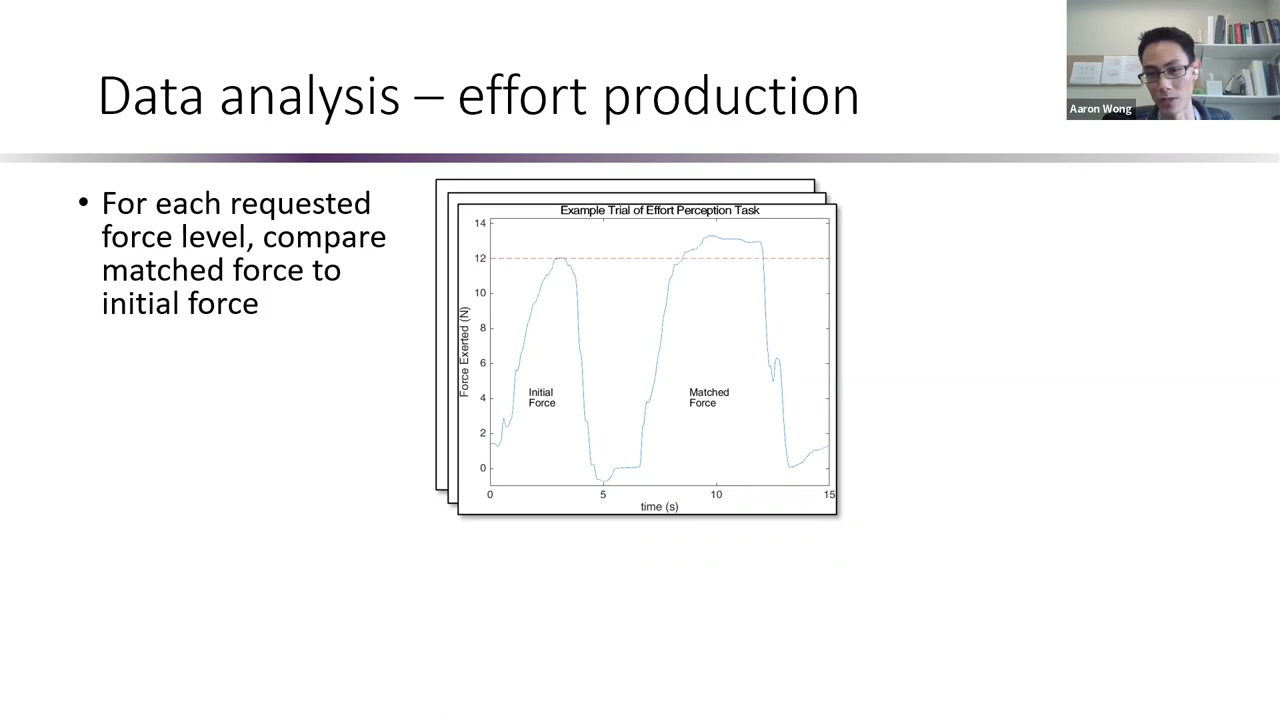 Data analysis – effort production
Aaron Wong
• For each requested
force level, compare
matched force to
initial force
Example Trial of Effort Perception Task
Force Exerted (N)
14
12
10
8
6
4
2
0
Initial
Force
Matched
Force
0 5 10 15
time (s)